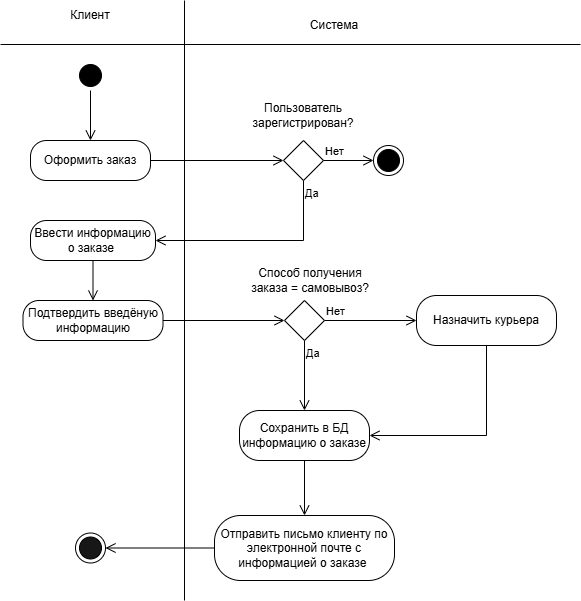 Клиент
Система
Пользователь
зарегистрирован?
Оформить заказ
Нет
Да
Ввести информацию
о заказе
Способ получения
заказа = самовывоз?
Подтвердить введёную
информацию
Нет
Назначить курьера
Да
Сохранить в БД
информацию о заказе
Отправить письмо клиенту по
электронной почте с
информацией о заказе